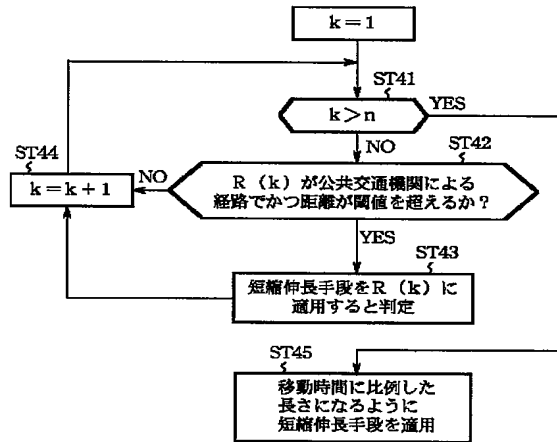 k＝1
ST41
k＞n
YES
NO
ST42
R（k）が公共交通機関による
経路でかつ距離が閾値を超えるか？
NO
ST44
k＝k＋1
YES
ST43
短縮伸長手段をR（k）に
適用すると判定
ST45
移動時間に比例した
長さになるように
短縮伸長手段を適用